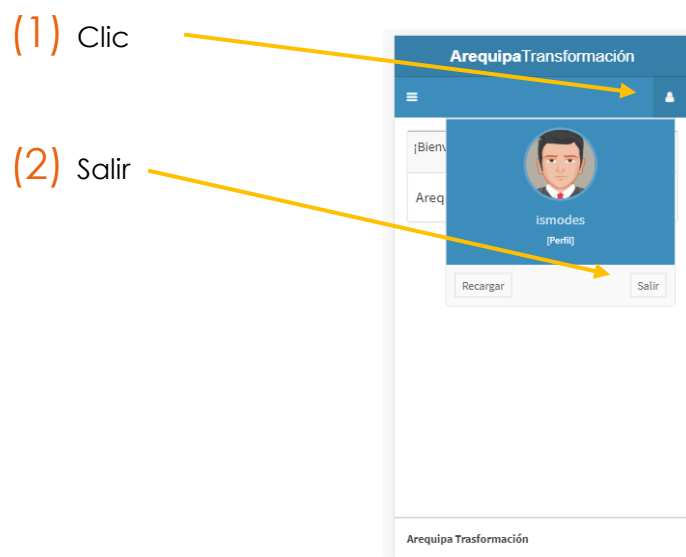 (1) Clic
ArequipaTransformación
¡Bienv
(2) Salir
Areq
ismodes
[Perfil]
Recargar
Salir
Arequipa Trasformación